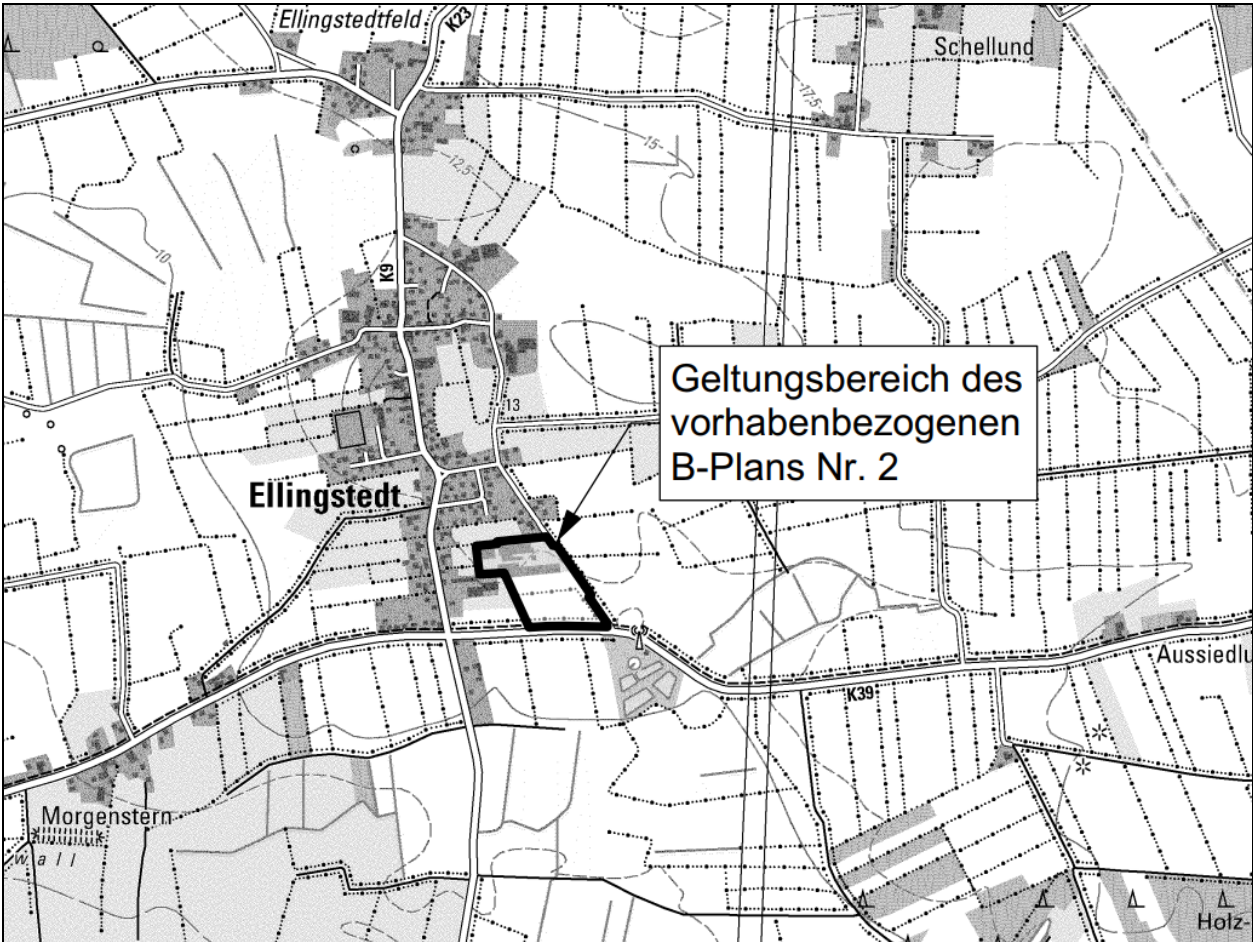 Ellingstedtfeld
K23
Schellund
17,5
15
12,5
10
K9
Geltungsbereich des
vorhabenbezogenen
B-Plans Nr. 2
13
Ellingstedt
Aussiedlu
K39
Morgenstern
wall
Holz-